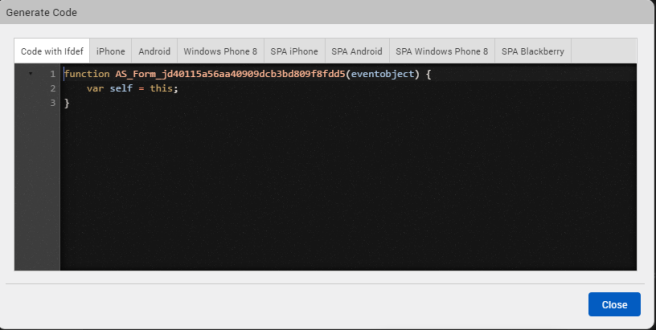 Generate Code
Code with Ifdef iPhone Android Windows Phone 8 SPA iPhone SPA Android SPA Windows Phone 8 SPA Blackberry
1 function AS_Form_jd40115a56aa40909dcb3bd809f8fdd5(eventobject) {
2 var self = this;
3 }
Close